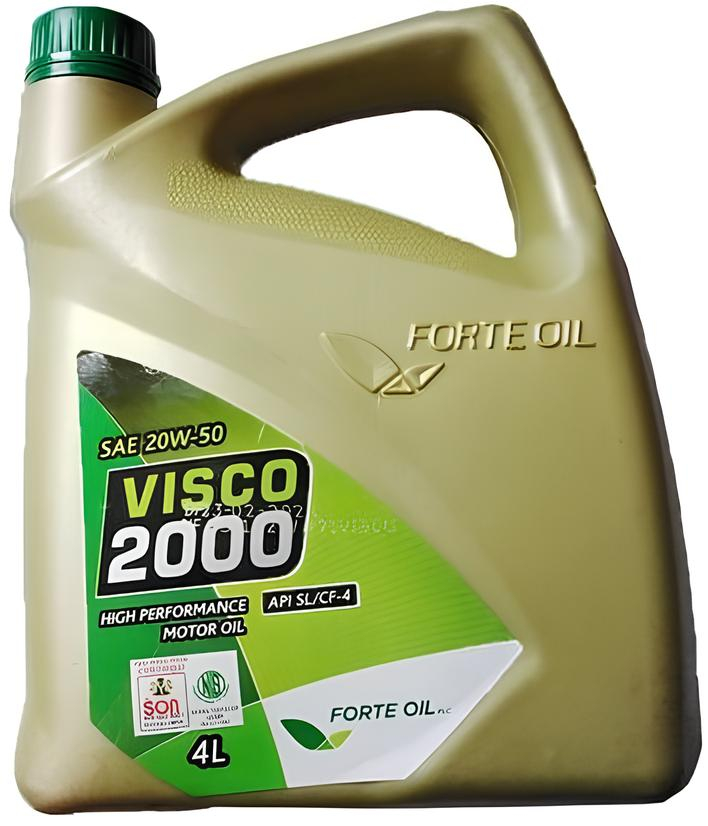 FORTE OIL
SAE 20W-50
VISCO
2000
HIGH PERFORMANCE
MOTOR OIL
API SL/CF-4
SON
FORTE OIL
4L